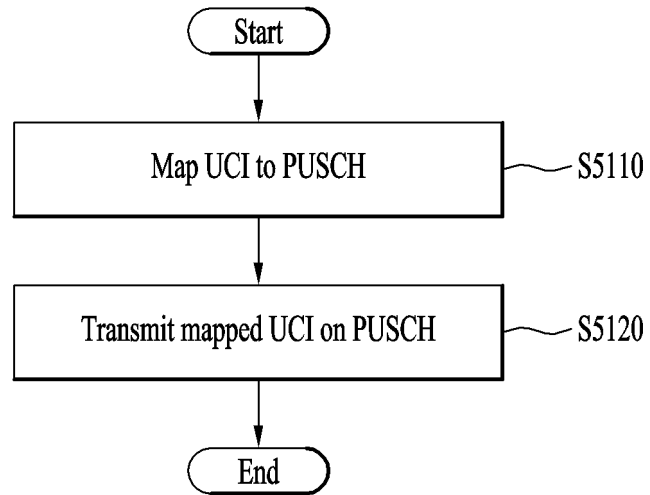 Start
Map UCI to PUSCH
S5110
Transmit mapped UCI on PUSCH
S5120
End